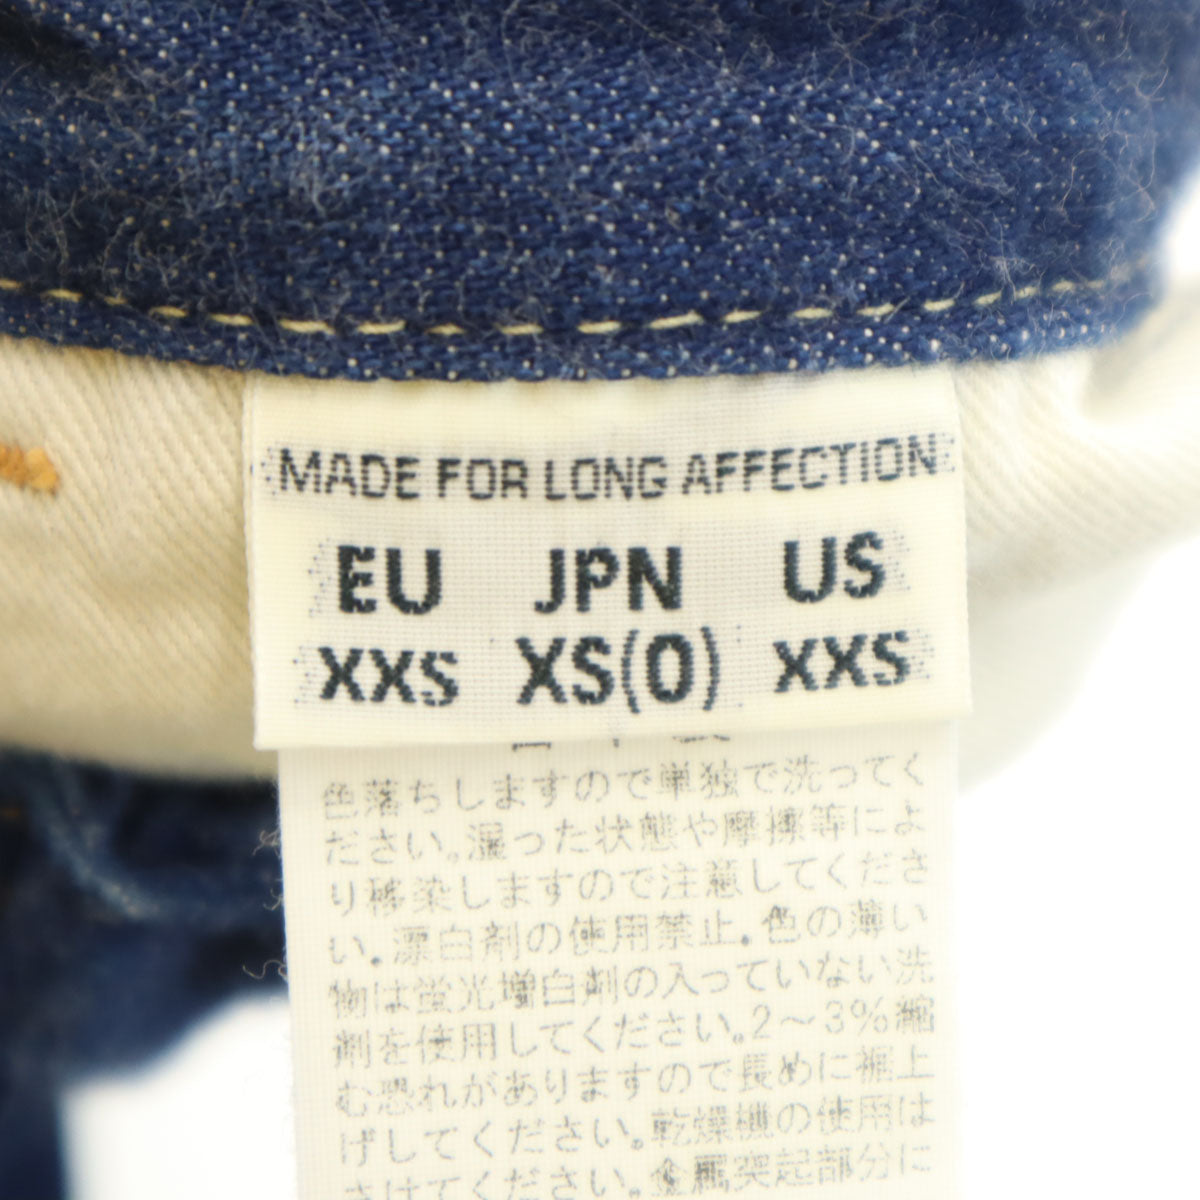 MADE FOR LONG AFFECTION
EU JPN US
XXS XS(0) XXS
色落ちしますので単独で洗ってく
ださい。湿った状態や摩擦等によ
り移染しますので注意してくださ
い。漂白剤の使用禁止。色の薄い
物は蛍光増白剤の入っていない洗
剤を使用してください。2〜3%縮
む恐れがありますので長めに裾上
げしてください。乾燥機の使用は
さけてください。金属突起部分に